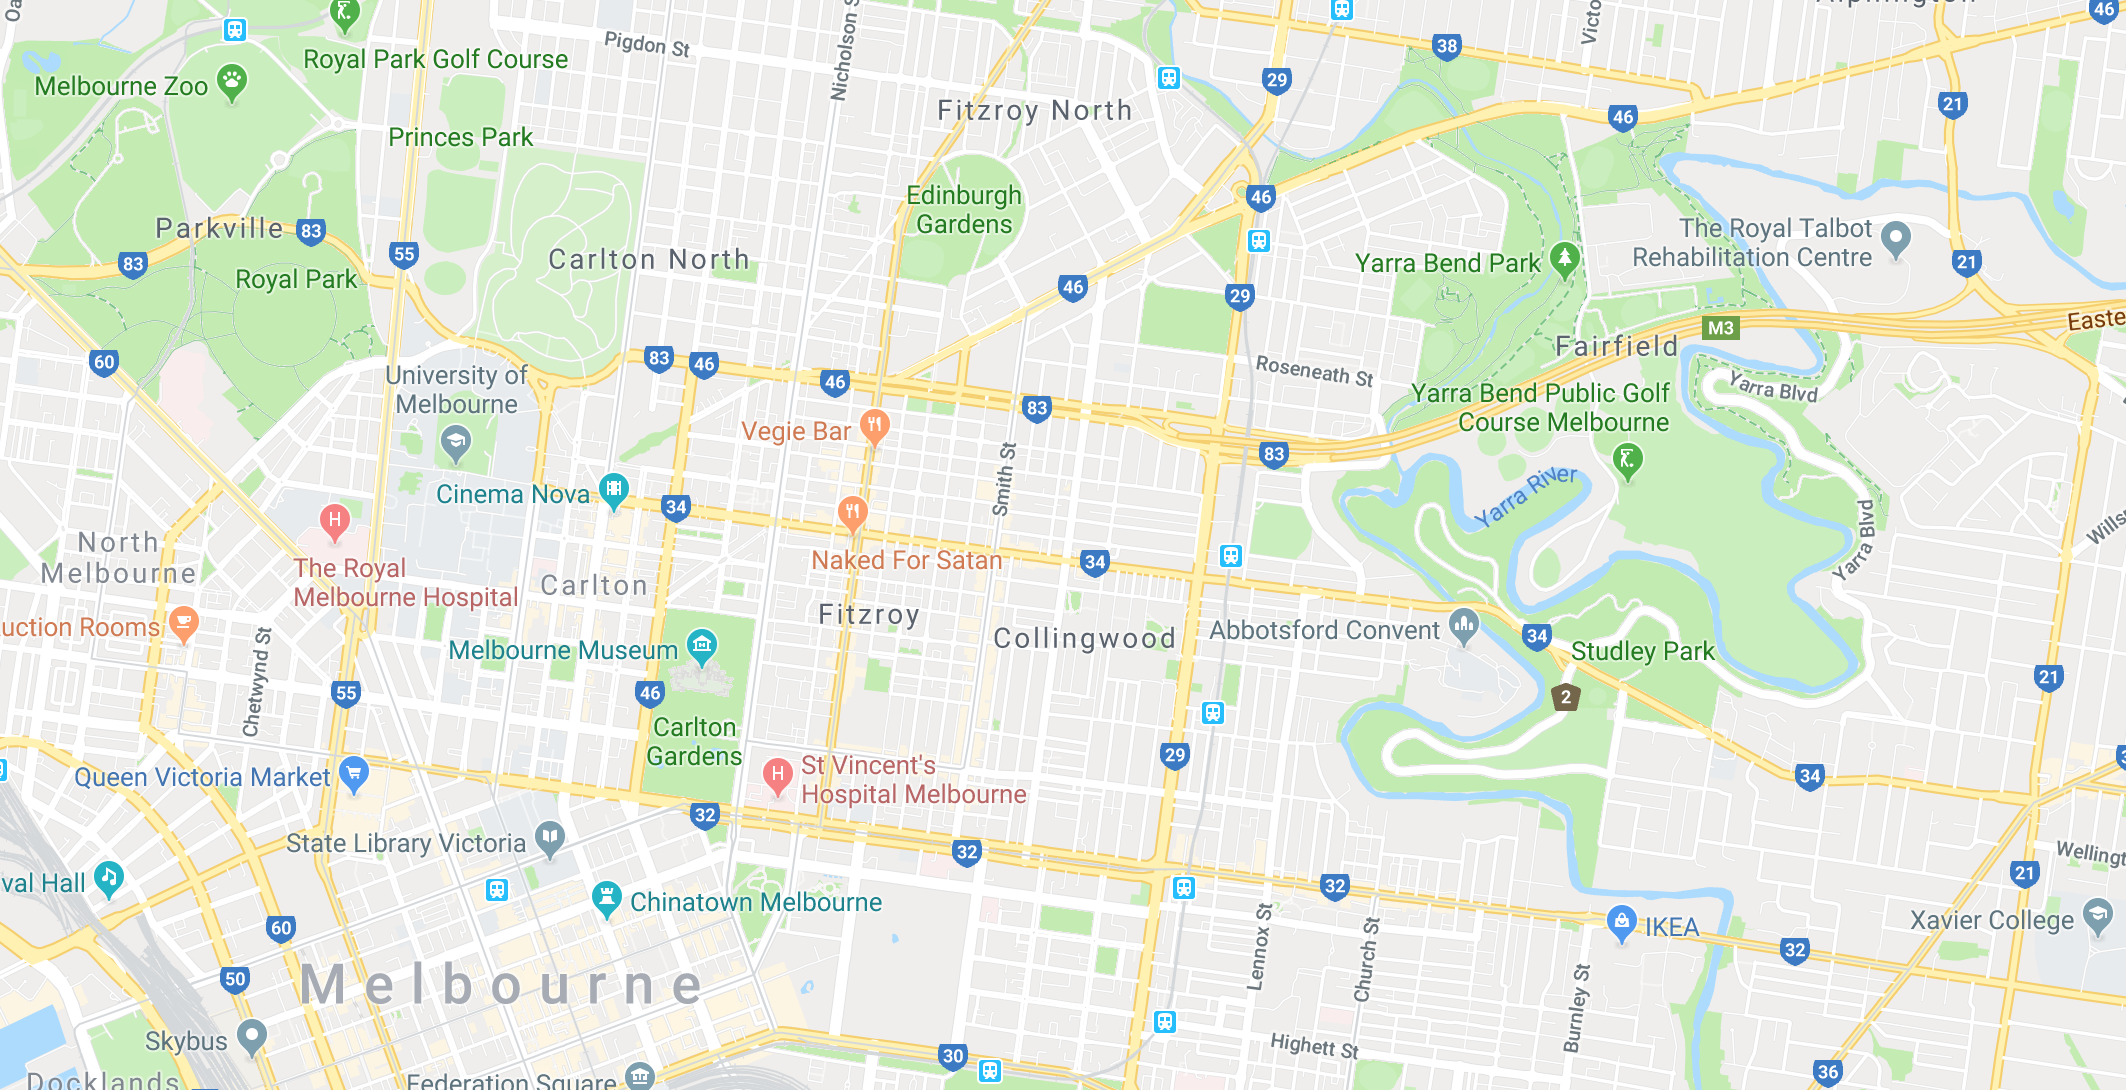 46
38
Pigdon St
Nicholson S
Victo
Royal Park Golf Course
Melbourne Zoo
29
Fitzroy North
21
46
Princes Park
Edinburgh
Gardens
46
Parkville
83
55
83
Royal Park
Carlton North
The Royal Talbot
Rehabilitation Centre
Yarra Bend Park
21
46
29
M3
Easte
Fairfield
60
83
46
46
83
University of
Melbourne
Roseneath St
Yarra Blvd
Yarra Bend Public Golf
Course Melbourne
Vegie Bar
83
Smith St
Cinema Nova
34
Yarra River
North
Melbourne
The Royal
Melbourne Hospital
Naked For Satan
34
Yarra Blvd
Wills
Carlton
Fitzroy
Collingwood
Abbotsford Convent
34
Studley Park
uction Rooms
Chetwynd St
Melbourne Museum
55
46
2
21
Carlton
Gardens
Queen Victoria Market
St Vincent's
Hospital Melbourne
29
34
32
State Library Victoria
32
Wellingt
val Hall
32
21
Chinatown Melbourne
60
Lennox St
Church St
IKEA
Xavier College
32
Melbourne
50
Burnley St
Skybus
Highett St
30
36
Docklands
Federation Square